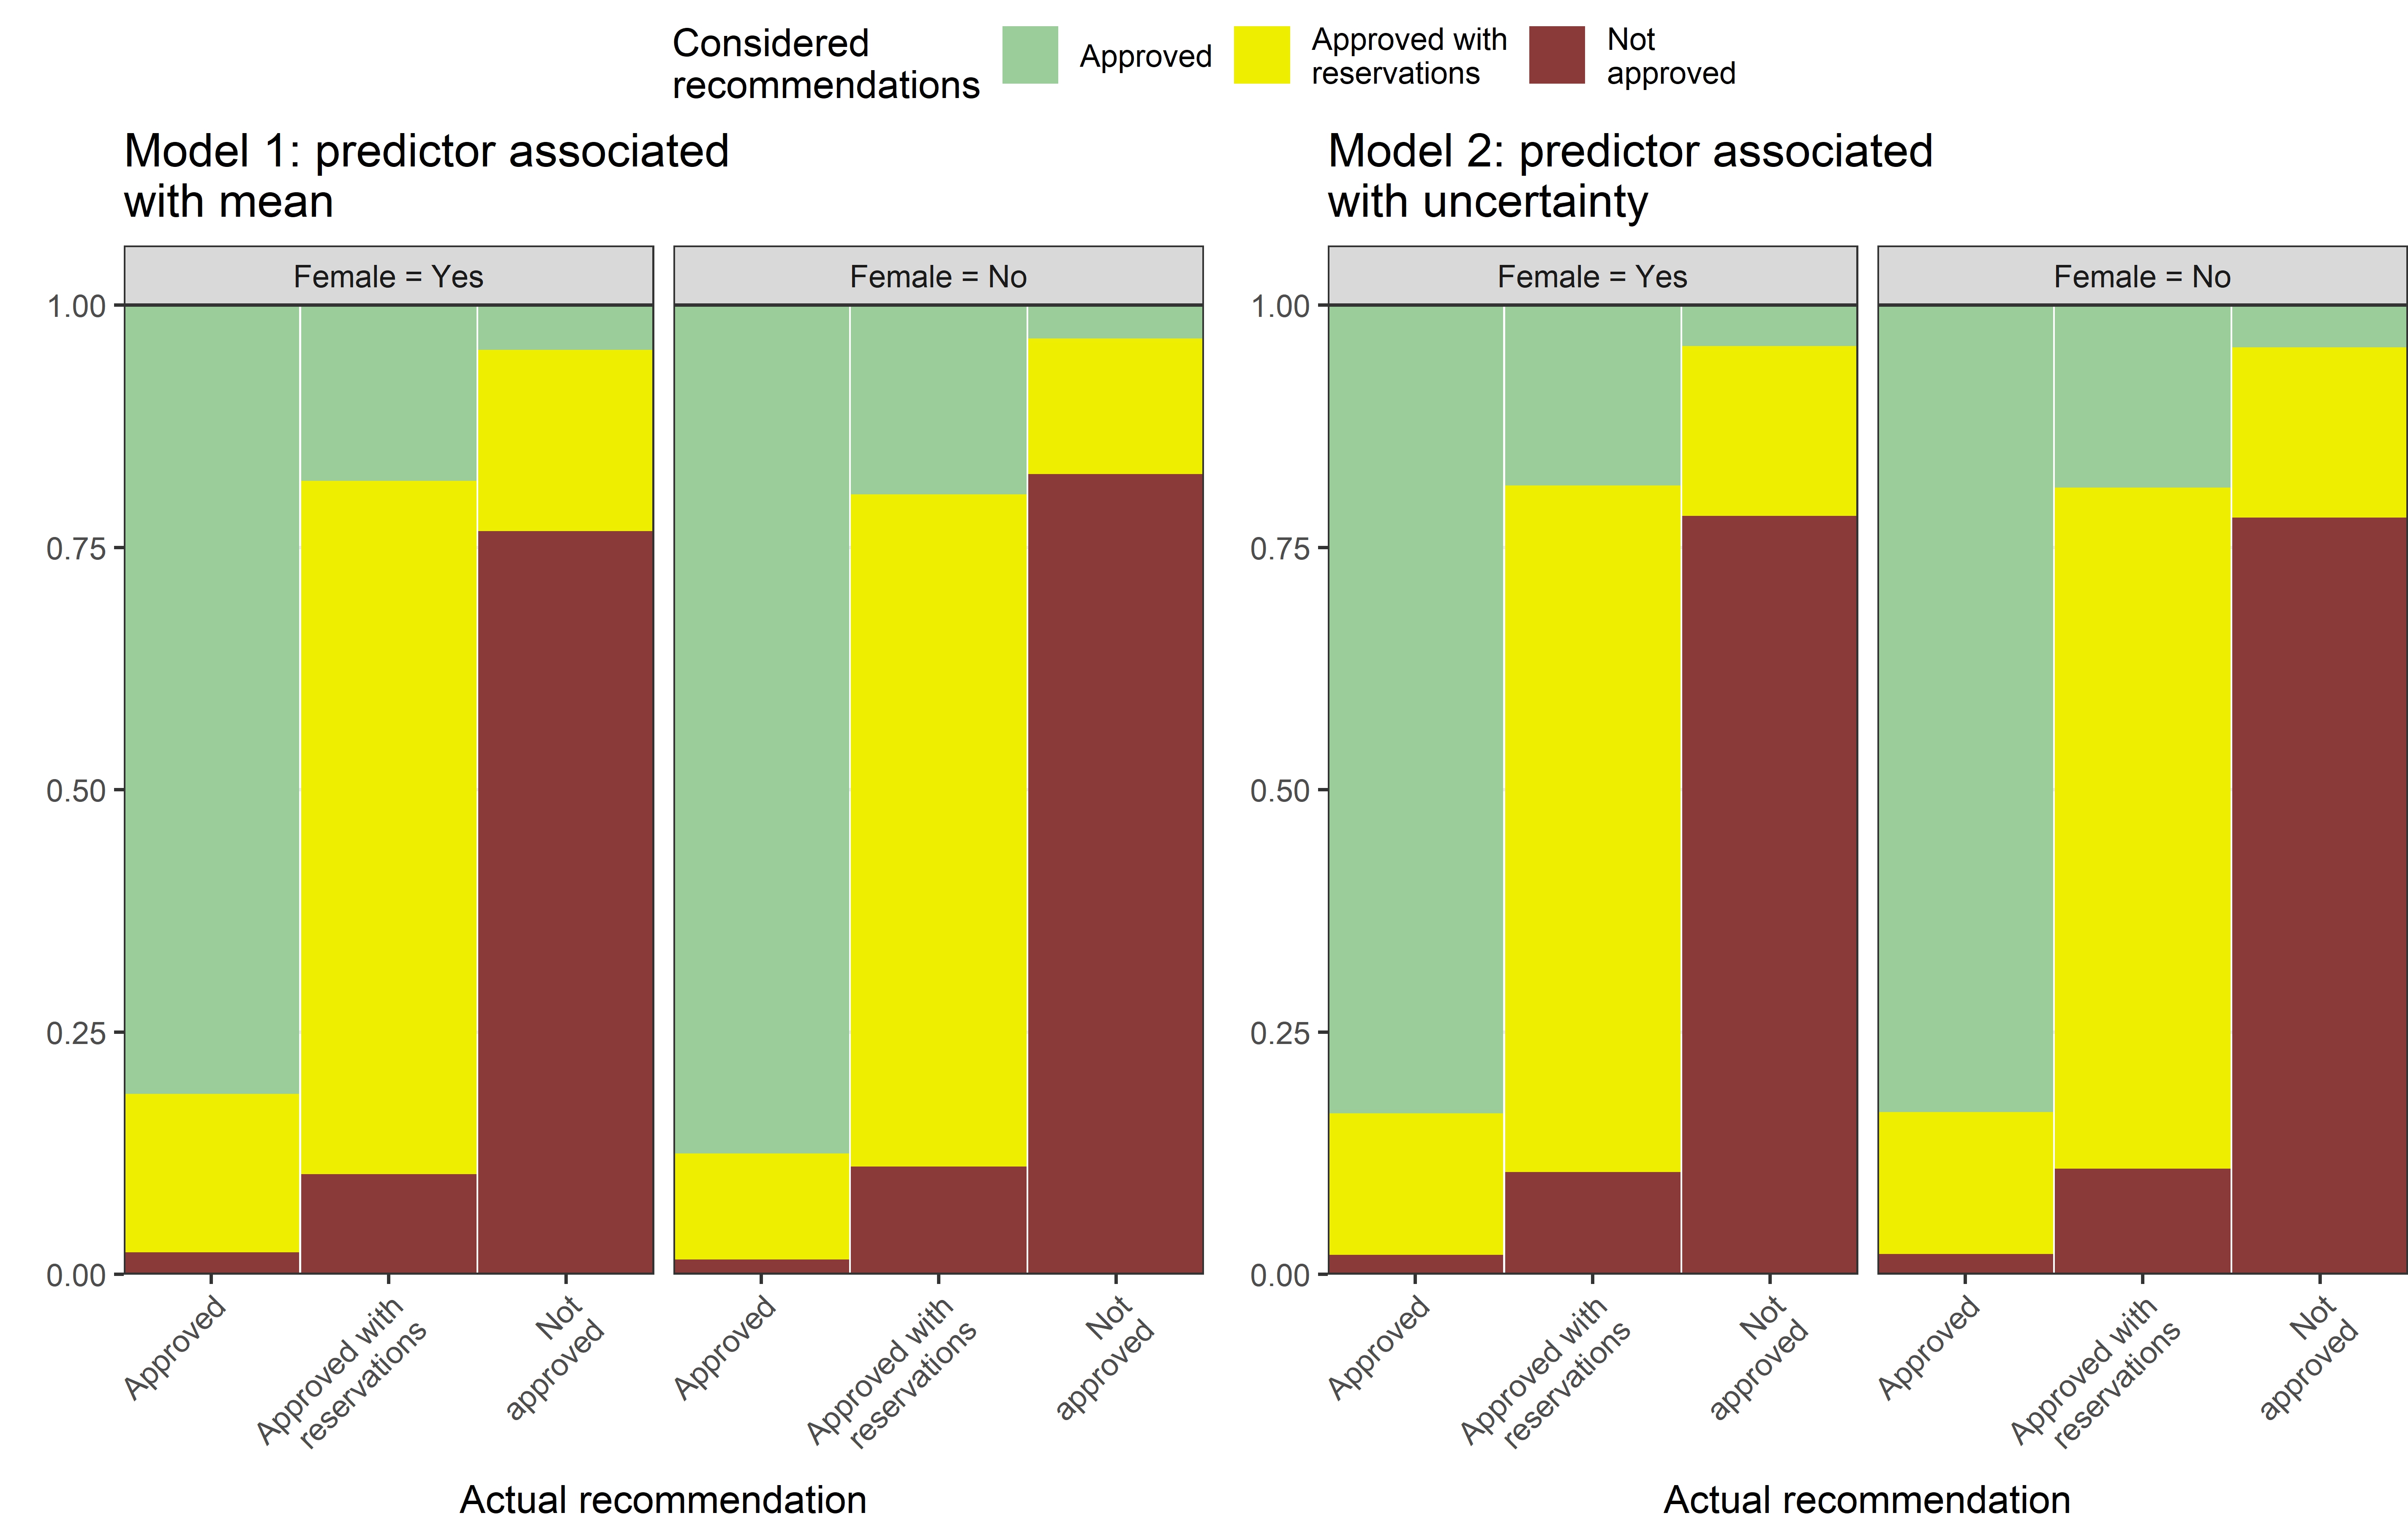 Considered
recommendations
Approved
Approved with
reservations
Not
approved
Model 1: predictor associated
with mean
Female = Yes
Female = No
1.00
0.75
0.50
0.25
0.00
Approved
Approved with
reservations
Not
approved
Approved
Approved with
reservations
Not
approved
Actual recommendation
Model 2: predictor associated
with uncertainty
Female = Yes
Female = No
1.00
0.75
0.50
0.25
0.00
Approved
Approved with
reservations
Not
approved
Approved
Approved with
reservations
Not
approved
Actual recommendation